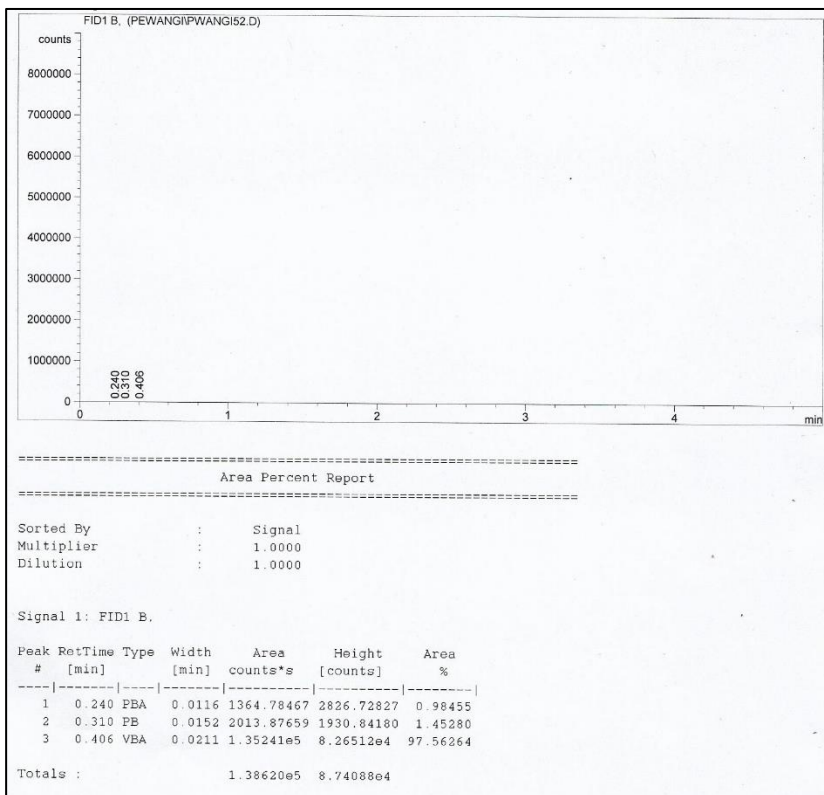 FID1 B, (PEWANGI\PWANGI52.D)
counts
8000000
7000000
6000000
5000000
4000000
3000000
2000000
1000000
0
0.240
0.310
0.406
0 1 2 3 4 min
==========================================================
Area Percent Report
==========================================================
Sorted By : Signal
Multiplier : 1.0000
Dilution : 1.0000
Signal 1: FID1 B,
Peak RetTime Type Width Area Height Area
# [min] [min] counts*s [counts] %
----|-------|----|-------|----------|----------|--------|
1 0.240 PBA 0.0116 1364.78467 2826.72827 0.98455
2 0.310 PB 0.0152 2013.87659 1930.84180 1.45280
3 0.406 VBA 0.0211 1.35241e5 8.26512e4 97.56264
Totals : 1.38620e5 8.74088e4